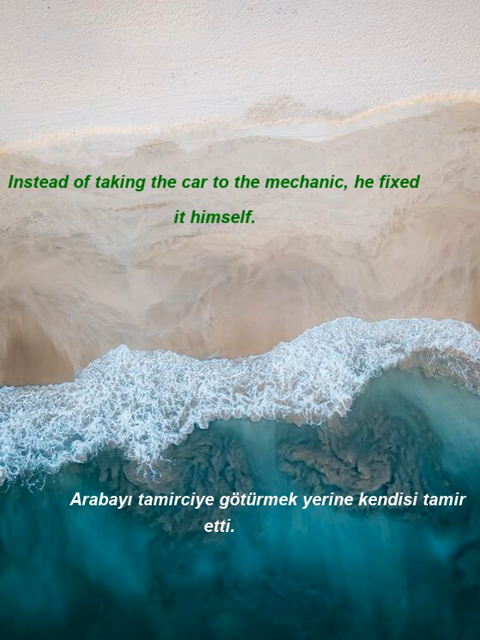 Instead of taking the car to the mechanic, he fixed
it himself.
Arabayı tamirciye götürmek yerine kendisi tamir
etti.